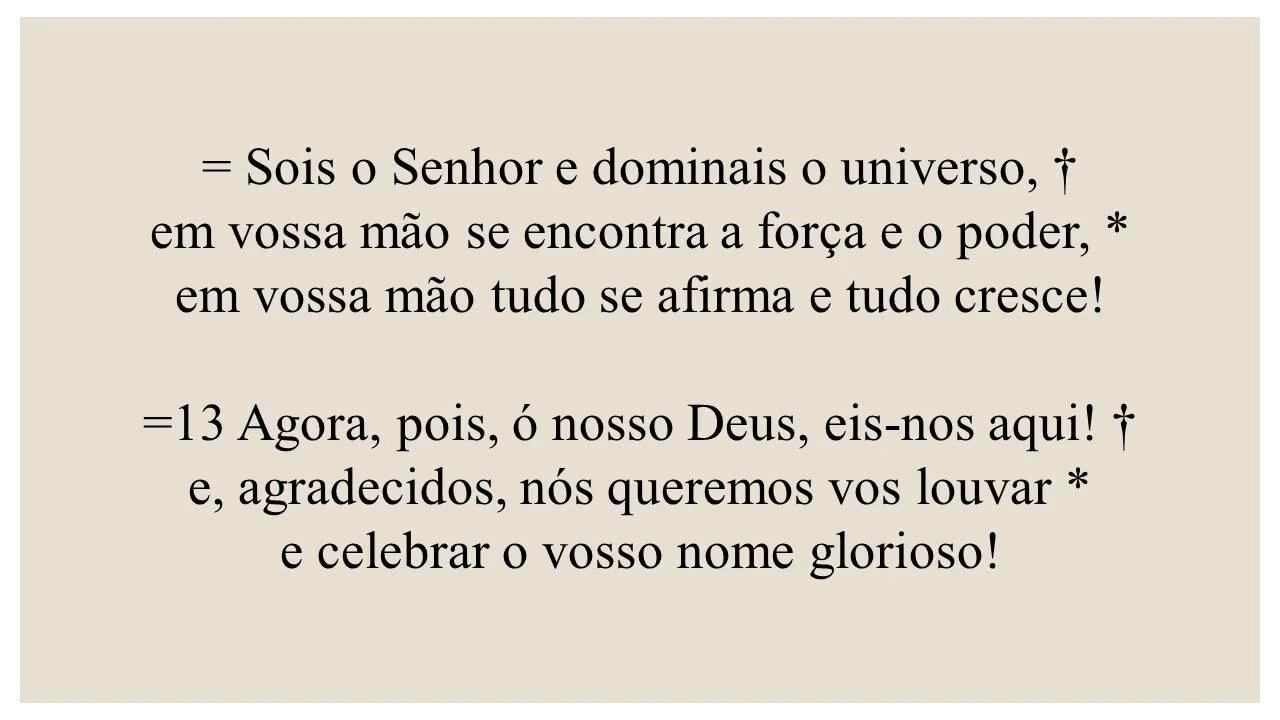 = Sois o Senhor e dominais o universo, †
em vossa mão se encontra a força e o poder, *
em vossa mão tudo se afirma e tudo cresce!
=13 Agora, pois, ó nosso Deus, eis-nos aqui! †
e, agradecidos, nós queremos vos louvar *
e celebrar o vosso nome glorioso!